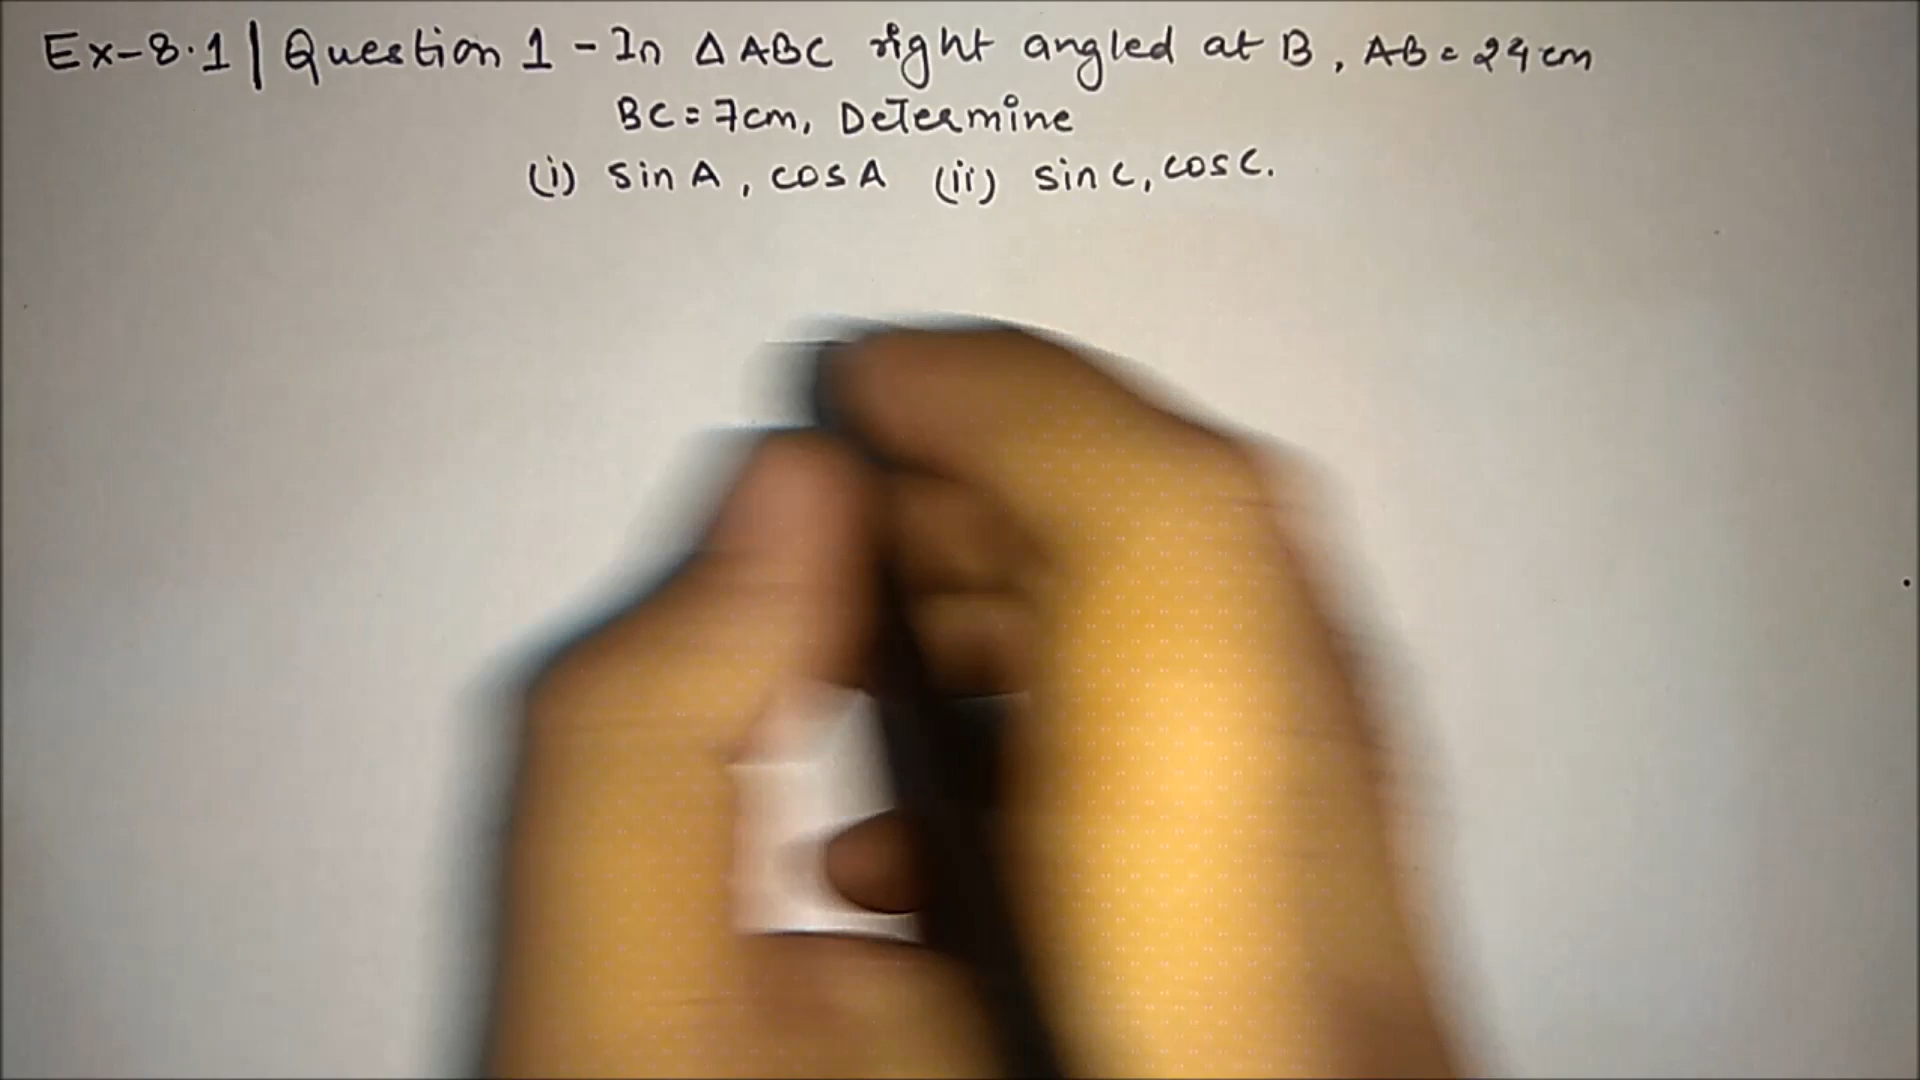 Ex-8.1 | Question 1 - In △ABC right angled at B, AB = 24 cm
BC = 7cm, Determine
(i) sin A, cos A (ii) sin C, cos C.